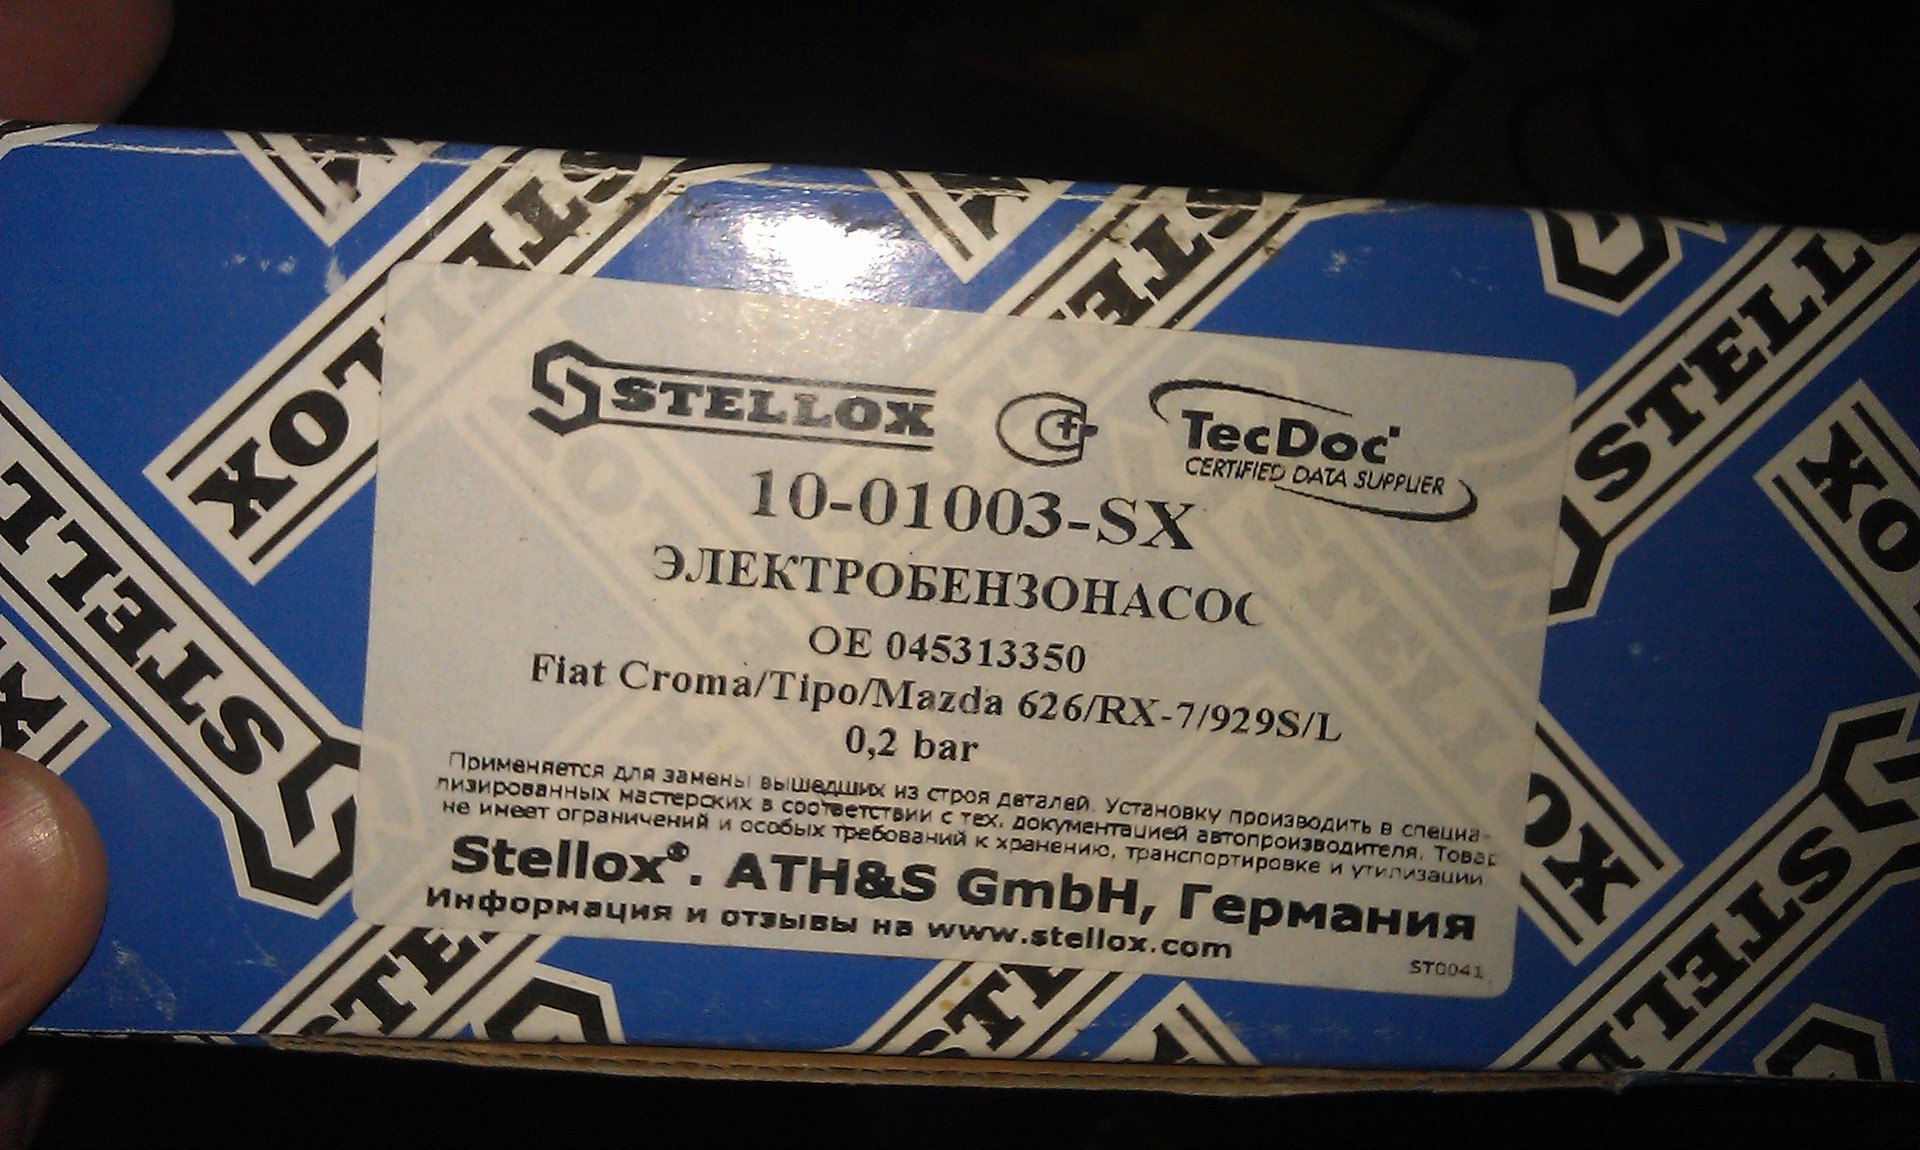 STELLOX
TecDoc
CERTIFIED DATA SUPPLIER
10-01003-SX
ЭЛЕКТРОБЕНЗОНАСОС
OE 045313350
Fiat Croma/Tipo/Mazda 626/RX-7/929S/L
0,2 bar
Применяется для замены вышедших из строя деталей. Установку производить в специа-
лизированных мастерских в соответствии с тех. документацией автопроизводителя. Товар
не имеет ограничений и особых требований к хранению, транспортировке и утилизации.
Stellox®. ATH&S GmbH, Германия
Информация и отзывы на www.stellox.com
ST0041